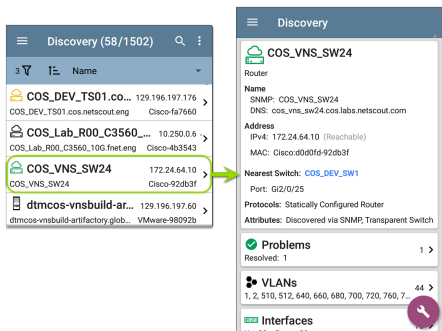 Discovery (58/1502)
3
Name
COS_DEV_TS01.co... 129.196.197.176
COS_DEV_TS01.cos.netscout.eng Cisco-fa7660
COS_Lab_R00_C3560_... 10.250.0.6
COS_Lab_R00_C3560_10G.fnet.eng Cisco-4b3543
COS_VNS_SW24 172.24.64.10
COS_VNS_SW24 Cisco-92db3f
dtmcos-vnsbuild-ar... 129.196.197.60
dtmcos-vnsbuild-artifactory.glob... VMware-98092b
Discovery
COS_VNS_SW24
Router
Name
SNMP: COS_VNS_SW24
DNS: cos_vns_sw24.cos.labs.netscout.com
Address
IPv4: 172.24.64.10 (Reachable)
MAC: Cisco:d0d0fd-92db3f
Nearest Switch: COS_DEV_SW1
Port: Gi2/0/25
Protocols: Statically Configured Router
Attributes: Discovered via SNMP, Transparent Switch
Problems
1
Resolved: 1
VLANs
44
1, 2, 510, 512, 640, 660, 680, 700, 720, 760, 7...
Interfaces